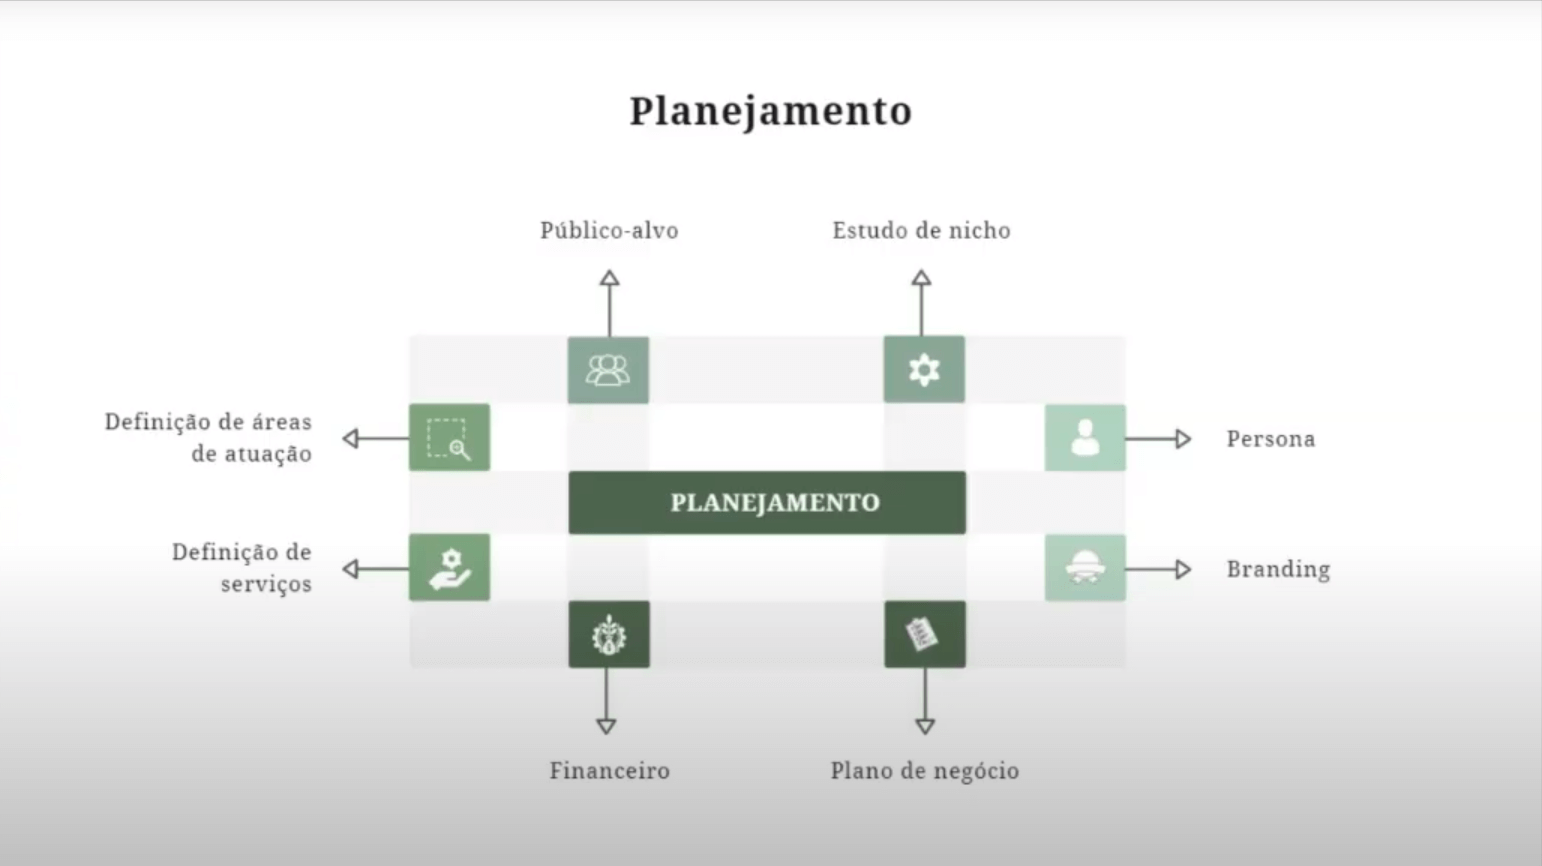 Planejamento
Público-alvo
Estudo de nicho
Definição de áreas
de atuação
Persona
PLANEJAMENTO
Definição de
serviços
Branding
Financeiro
Plano de negócio